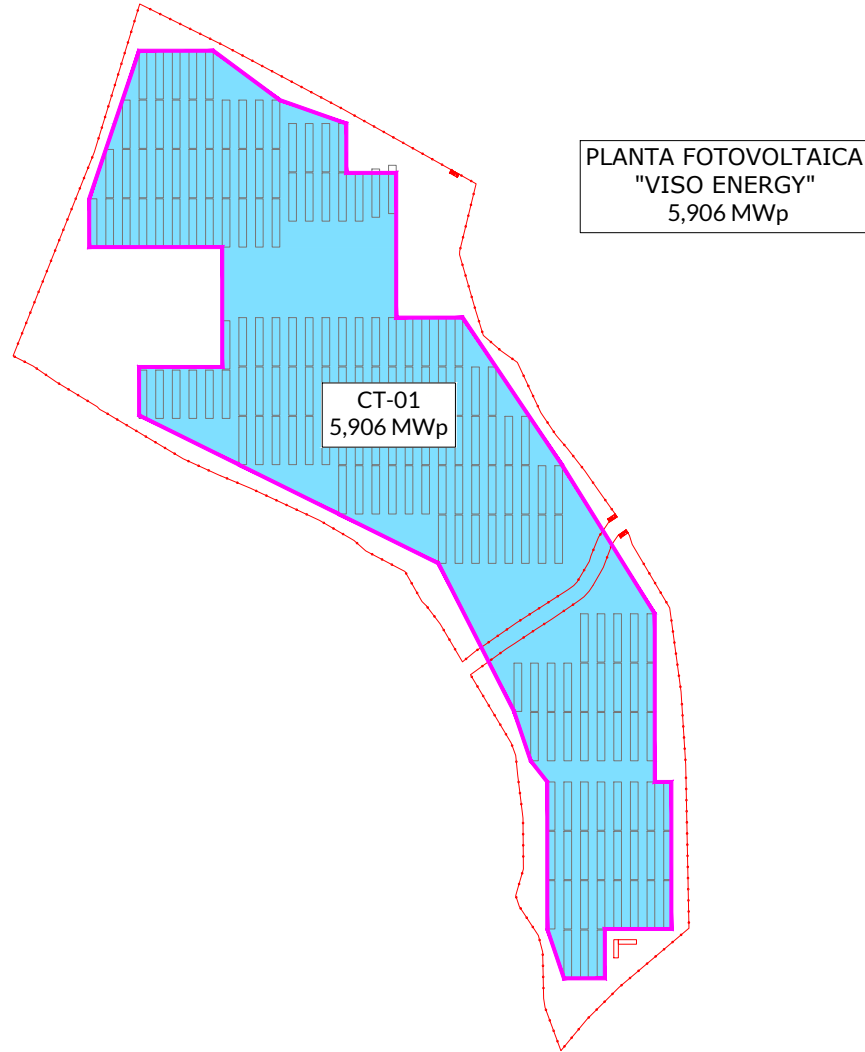 PLANTA FOTOVOLTAICA
"VISO ENERGY"
5,906 MWp
CT-01
5,906 MWp